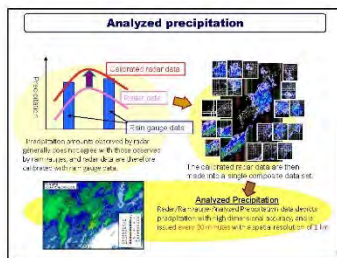 Analyzed precipitation
Calibrated radar data
Radar data
Precipitation
Rain gauge data
Precipitation amounts observed by radar
generally does not agree with those observed
by rain gauges, and radar data are therefore
calibrated with rain gauge data.
The calibrated radar data are then
made into a single composite data set.
Analyzed Precipitation
Radar/Raingauge-Analyzed Precipitation data depicts
precipitation with high dimensional accuracy, and is
issued every 30 minutes with a spatial resolution of 1 km